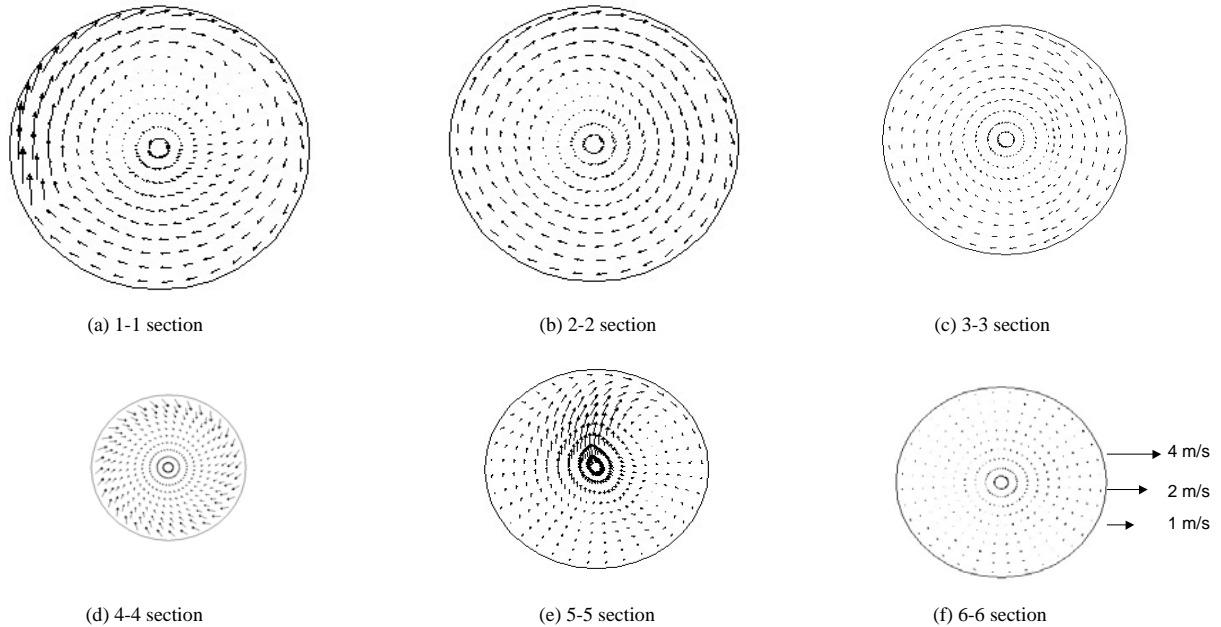 (a) 1-1 section
(b) 2-2 section
(c) 3-3 section
4 m/s
2 m/s
1 m/s
(d) 4-4 section
(e) 5-5 section
(f) 6-6 section